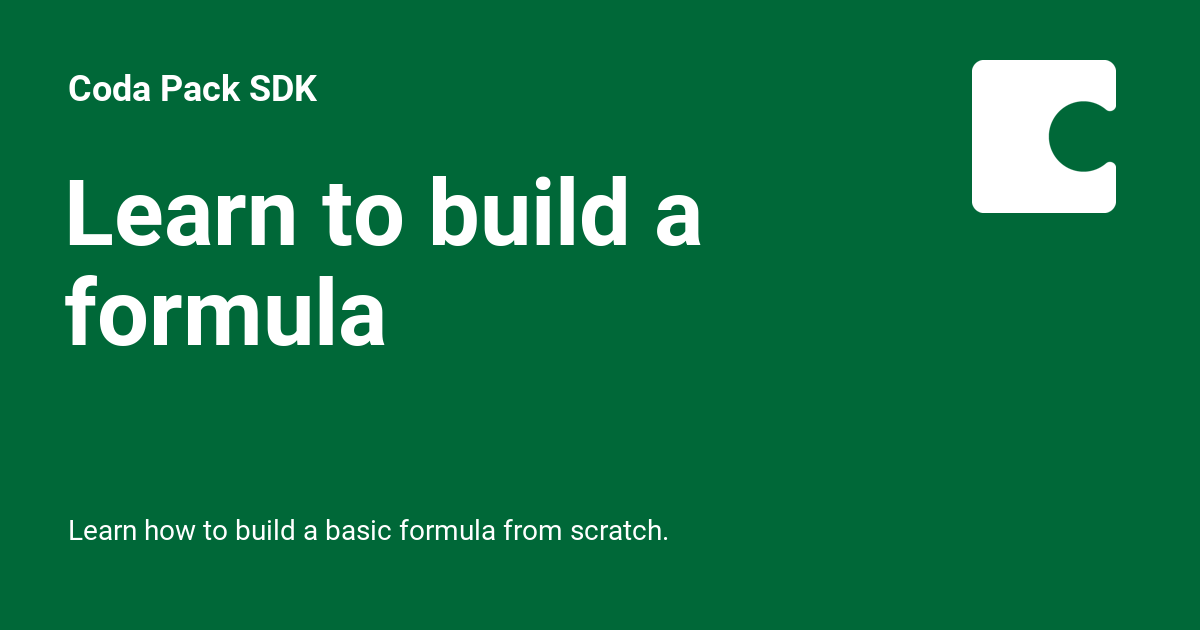 Coda Pack SDK
Learn to build a
formula
Learn how to build a basic formula from scratch.